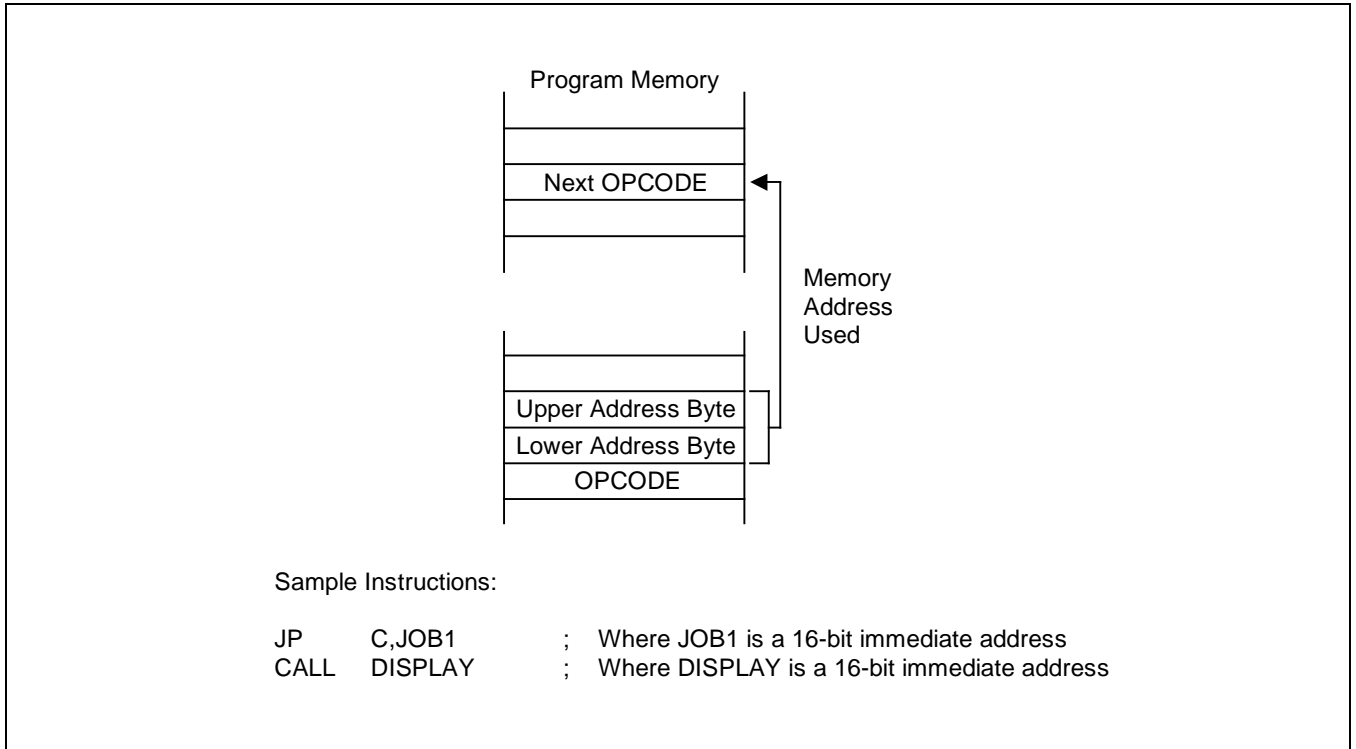 Program Memory
Next OPCODE
Memory
Address
Used
Upper Address Byte
Lower Address Byte
OPCODE
Sample Instructions:
JP C,JOB1 ; Where JOB1 is a 16-bit immediate address
CALL DISPLAY ; Where DISPLAY is a 16-bit immediate address